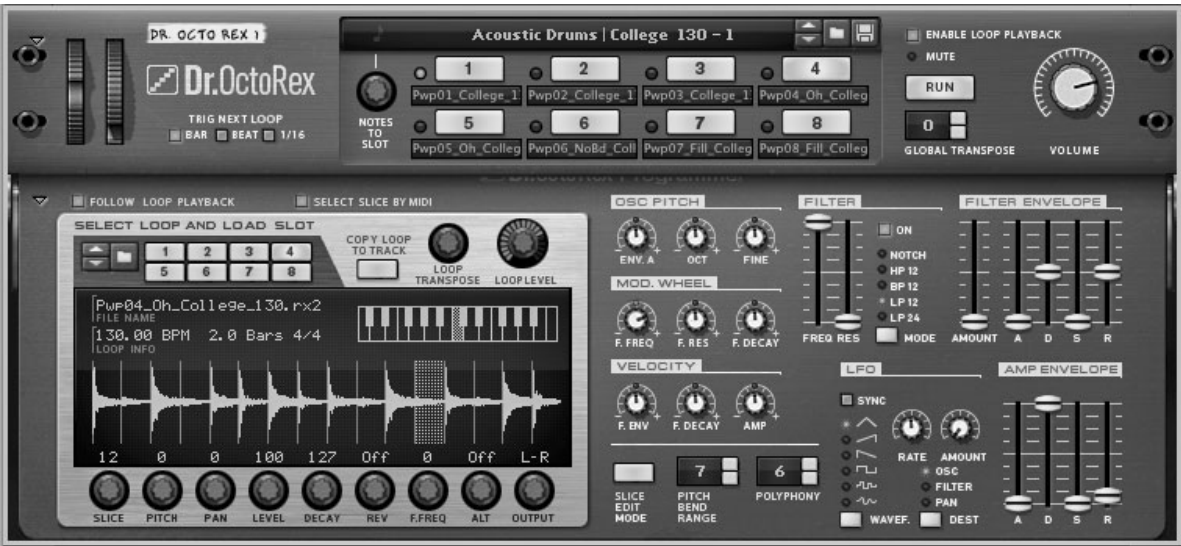 DR. OCTO REX 1
Dr.OctoRex
TRIG NEXT LOOP
BAR BEAT 1/16
Acoustic Drums | College 130 - 1
NOTES TO SLOT
1 2 3 4
Pwp01_College_1 Pwp02_College_1 Pwp03_College_1 Pwp04_Oh_Colleg
5 6 7 8
Pwp05_Oh_Colleg Pwp06_NoBd_Coll Pwp07_Fill_Colleg Pwp08_Fill_Colleg
ENABLE LOOP PLAYBACK
MUTE
RUN
0
GLOBAL TRANSPOSE
VOLUME
Dr.OctoRex Programmer
FOLLOW LOOP PLAYBACK
SELECT SLICE BY MIDI
SELECT LOOP AND LOAD SLOT
1 2 3 4
5 6 7 8
COPY LOOP
TO TRACK
LOOP
TRANSPOSE
LOOP LEVEL
Pwp04_Oh_College_130.rx2
FILE NAME
130.00 BPM 2.0 Bars 4/4
LOOP INFO
12 0 0 100 127 Off 0 Off L-R
SLICE PITCH PAN LEVEL DECAY REV F.FREQ ALT OUTPUT
OSC PITCH
ENV. A OCT FINE
MOD. WHEEL
F. FREQ F. RES F. DECAY
VELOCITY
F. ENV F. DECAY AMP
SLICE
EDIT
MODE
7
PITCH
BEND
RANGE
6
POLYPHONY
FILTER
ON
NOTCH
HP 12
BP 12
LP 12
LP 24
FREQ RES
MODE
FILTER ENVELOPE
AMOUNT A D S R
LFO
SYNC
RATE AMOUNT
OSC
FILTER
PAN
WAVEF. DEST
AMP ENVELOPE
A D S R